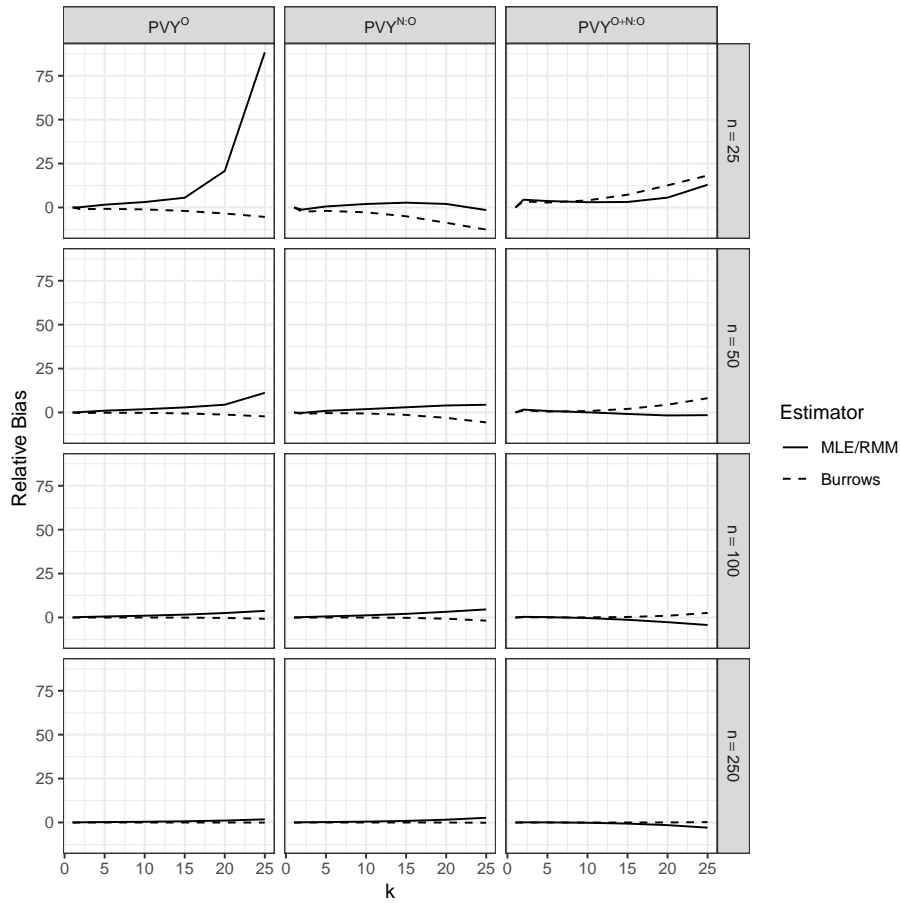 PVY^O PVY^N:O PVY^O+N:O
75
50
25
0
n = 25
75
50
25
0
n = 50
75
50
25
0
n = 100
75
50
25
0
n = 250
0 5 10 15 20 25 0 5 10 15 20 25 0 5 10 15 20 25
k
Relative Bias
Estimator
MLE/RMM
Burrows